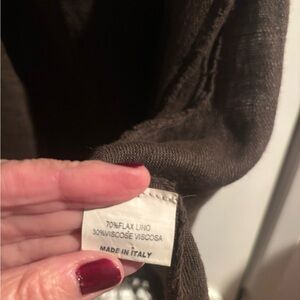 70%FLAX LINO
30%VISCOSE VISCOSA
MADE IN ITALY